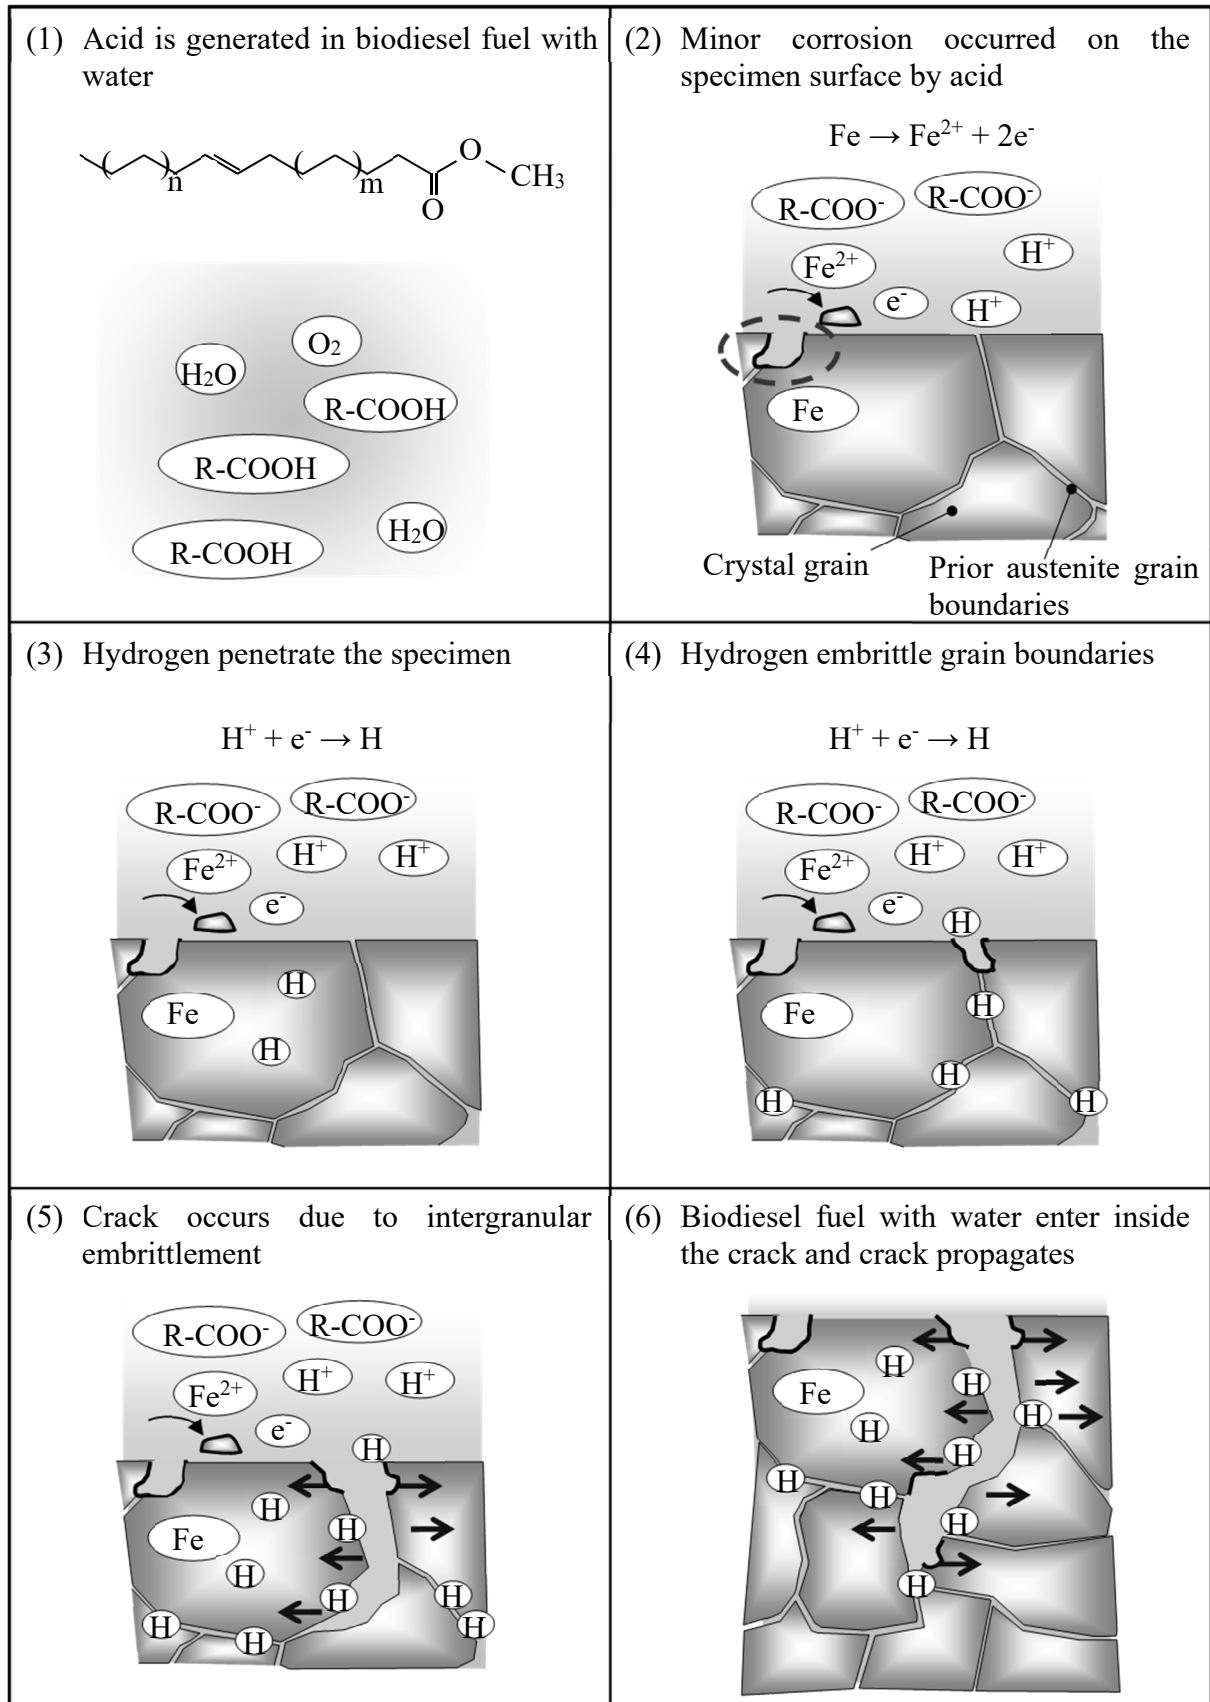 (1) Acid is generated in biodiesel fuel with
water
n
m
O
O
CH₃
O₂
H₂O
R-COOH
R-COOH
H₂O
R-COOH
(2) Minor corrosion occurred on the
specimen surface by acid
Fe → Fe²⁺ + 2e⁻
R-COO⁻
R-COO⁻
H⁺
Fe²⁺
e⁻
H⁺
Fe
Crystal grain
Prior austenite grain
boundaries
(3) Hydrogen penetrate the specimen
H⁺ + e⁻ → H
R-COO⁻
R-COO⁻
Fe²⁺
H⁺
H⁺
e⁻
H
Fe
H
(4) Hydrogen embrittle grain boundaries
H⁺ + e⁻ → H
R-COO⁻
R-COO⁻
Fe²⁺
H⁺
H⁺
e⁻
H
Fe
H
H
H
H
(5) Crack occurs due to intergranular
embrittlement
R-COO⁻
R-COO⁻
Fe²⁺
H⁺
H⁺
e⁻
H
H
Fe
H
H
H
H
H
H
H
(6) Biodiesel fuel with water enter inside
the crack and crack propagates
H
Fe
H
H
H
H
H
H
H
H